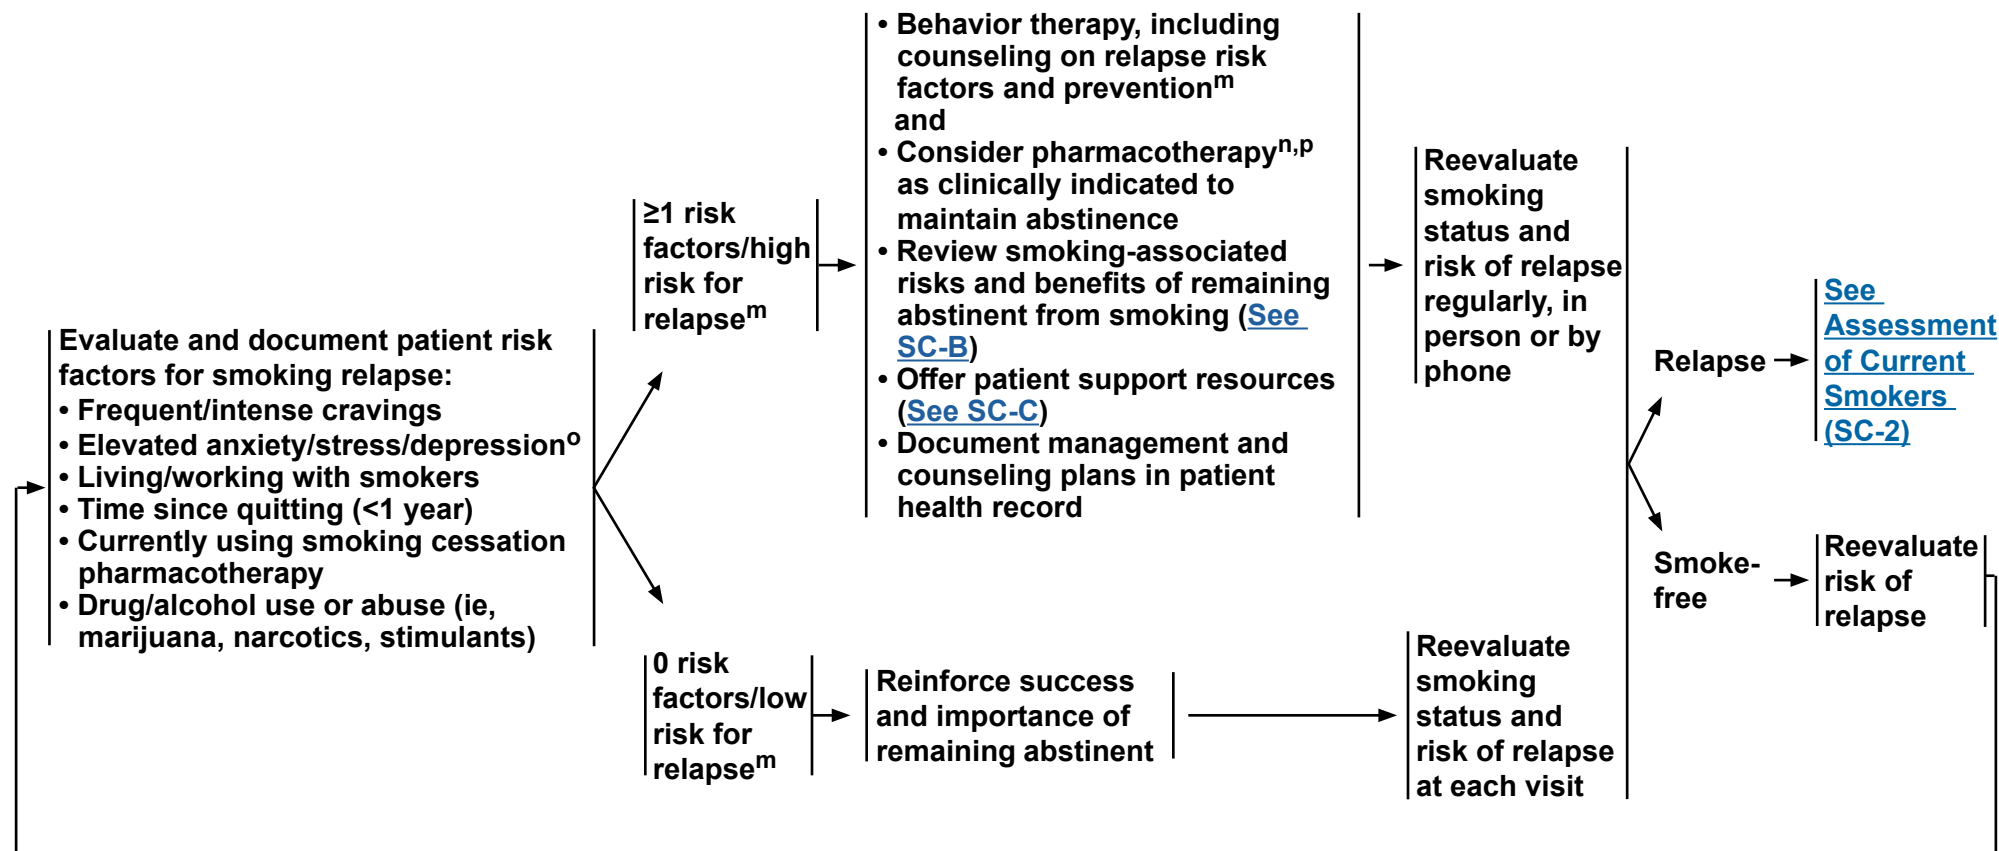 Evaluate and document patient risk
factors for smoking relapse:
• Frequent/intense cravings
• Elevated anxiety/stress/depressionᵒ
• Living/working with smokers
• Time since quitting (<1 year)
• Currently using smoking cessation
pharmacotherapy
• Drug/alcohol use or abuse (ie,
marijuana, narcotics, stimulants)
≥1 risk
factors/high
risk for
relapseᵐ
• Behavior therapy, including
counseling on relapse risk
factors and preventionᵐ
and
• Consider pharmacotherapyⁿ,ᵖ
as clinically indicated to
maintain abstinence
• Review smoking-associated
risks and benefits of remaining
abstinent from smoking (See
SC-B)
• Offer patient support resources
(See SC-C)
• Document management and
counseling plans in patient
health record
Reevaluate
smoking
status and
risk of relapse
regularly, in
person or by
phone
0 risk
factors/low
risk for
relapseᵐ
Reinforce success
and importance of
remaining abstinent
Reevaluate
smoking
status and
risk of relapse
at each visit
Relapse
See
Assessment
of Current
Smokers
(SC-2)
Smoke-
free
Reevaluate
risk of
relapse